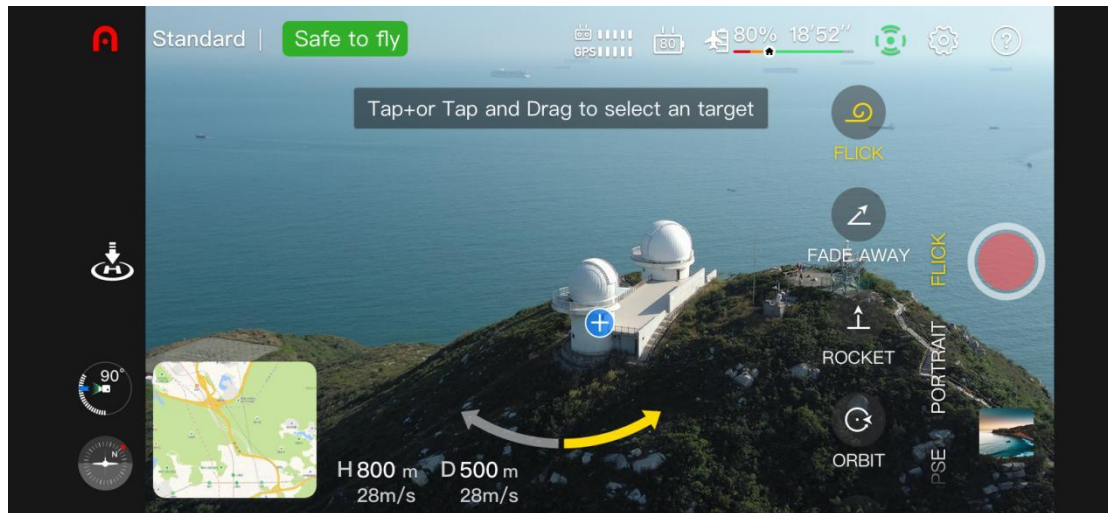 Standard |
Safe to fly
GPS
80
80% 18'52''
?
Tap+or Tap and Drag to select an target
FLICK
FADE AWAY
ROCKET
ORBIT
FLICK
PORTRAIT
PSE
90°
N
H 800 m D 500 m
28m/s 28m/s